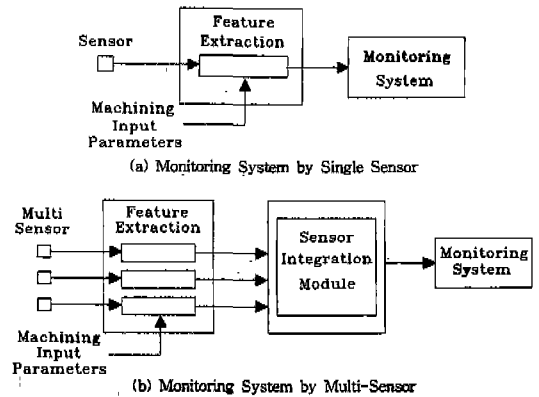 Feature
Extraction
Sensor
Monitoring
System
Machining
Input
Parameters
(a) Monitoring System by Single Sensor
Multi
Sensor
Feature
Extraction
Sensor
Integration
Module
Monitoring
System
Machining
Input
Parameters
(b) Monitoring System by Multi-Sensor